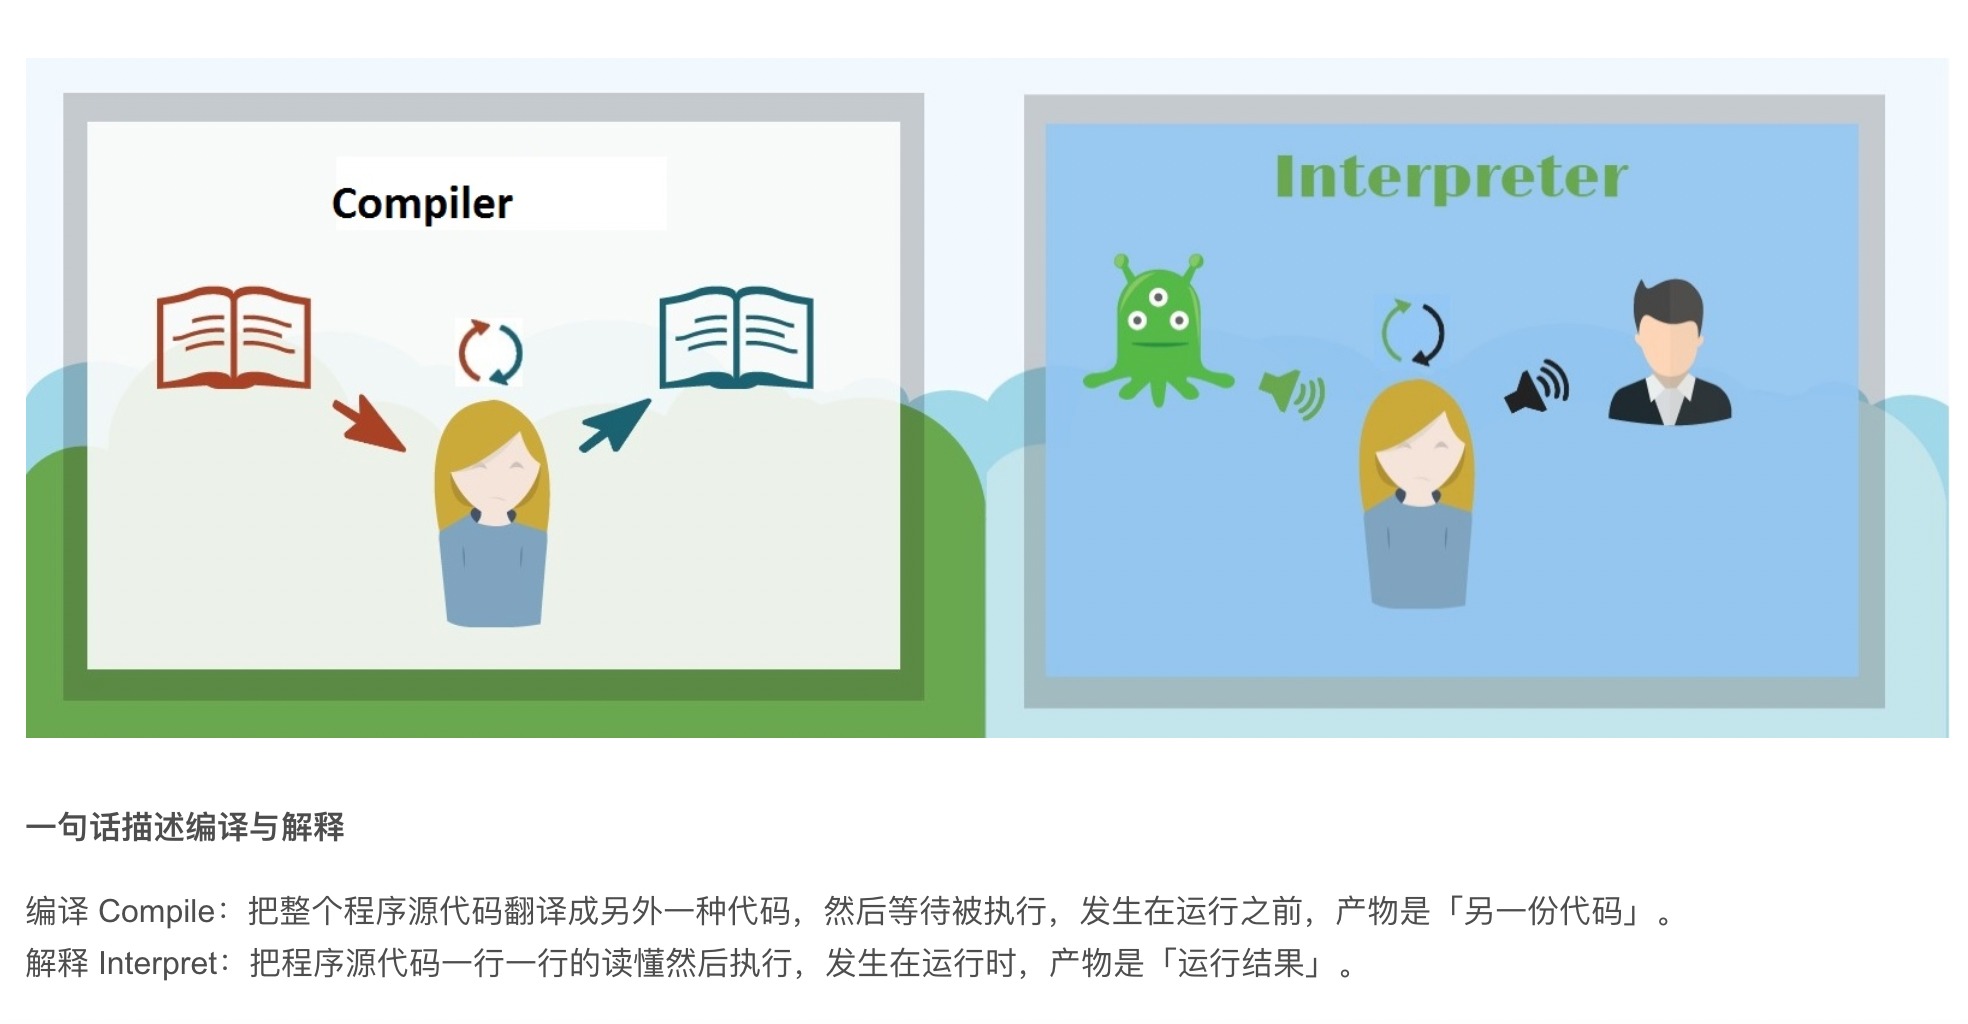 Compiler
Interpreter
一句话描述编译与解释
编译 Compile：把整个程序源代码翻译成另外一种代码，然后等待被执行，发生在运行之前，产物是「另一份代码」。
解释 Interpret：把程序源代码一行一行的读懂然后执行，发生在运行时，产物是「运行结果」。